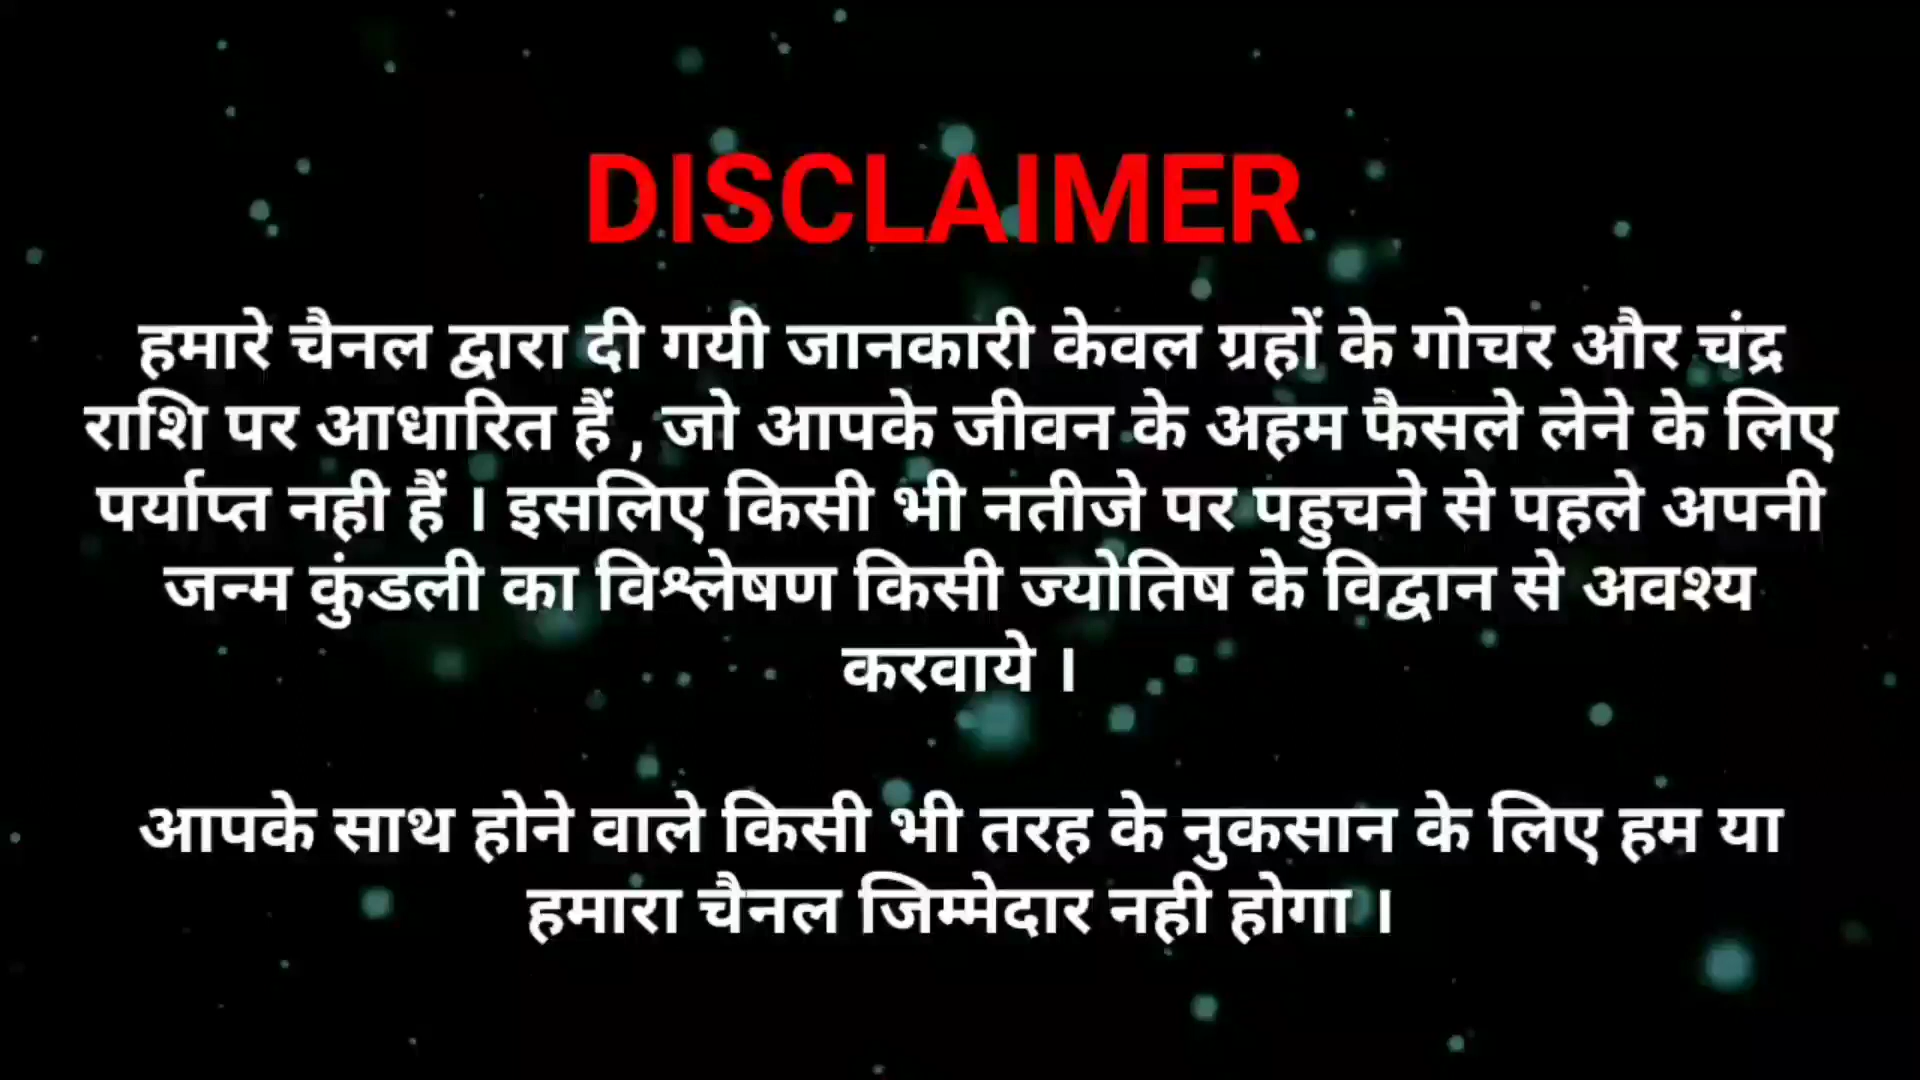 DISCLAIMER
हमारे चैनल द्वारा दी गयी जानकारी केवल ग्रहों के गोचर और चंद्र
राशि पर आधारित हैं , जो आपके जीवन के अहम फैसले लेने के लिए
पर्याप्त नही हैं । इसलिए किसी भी नतीजे पर पहुचने से पहले अपनी
जन्म कुंडली का विश्लेषण किसी ज्योतिष के विद्वान से अवश्य
करवाये ।
आपके साथ होने वाले किसी भी तरह के नुकसान के लिए हम या
हमारा चैनल जिम्मेदार नही होगा ।